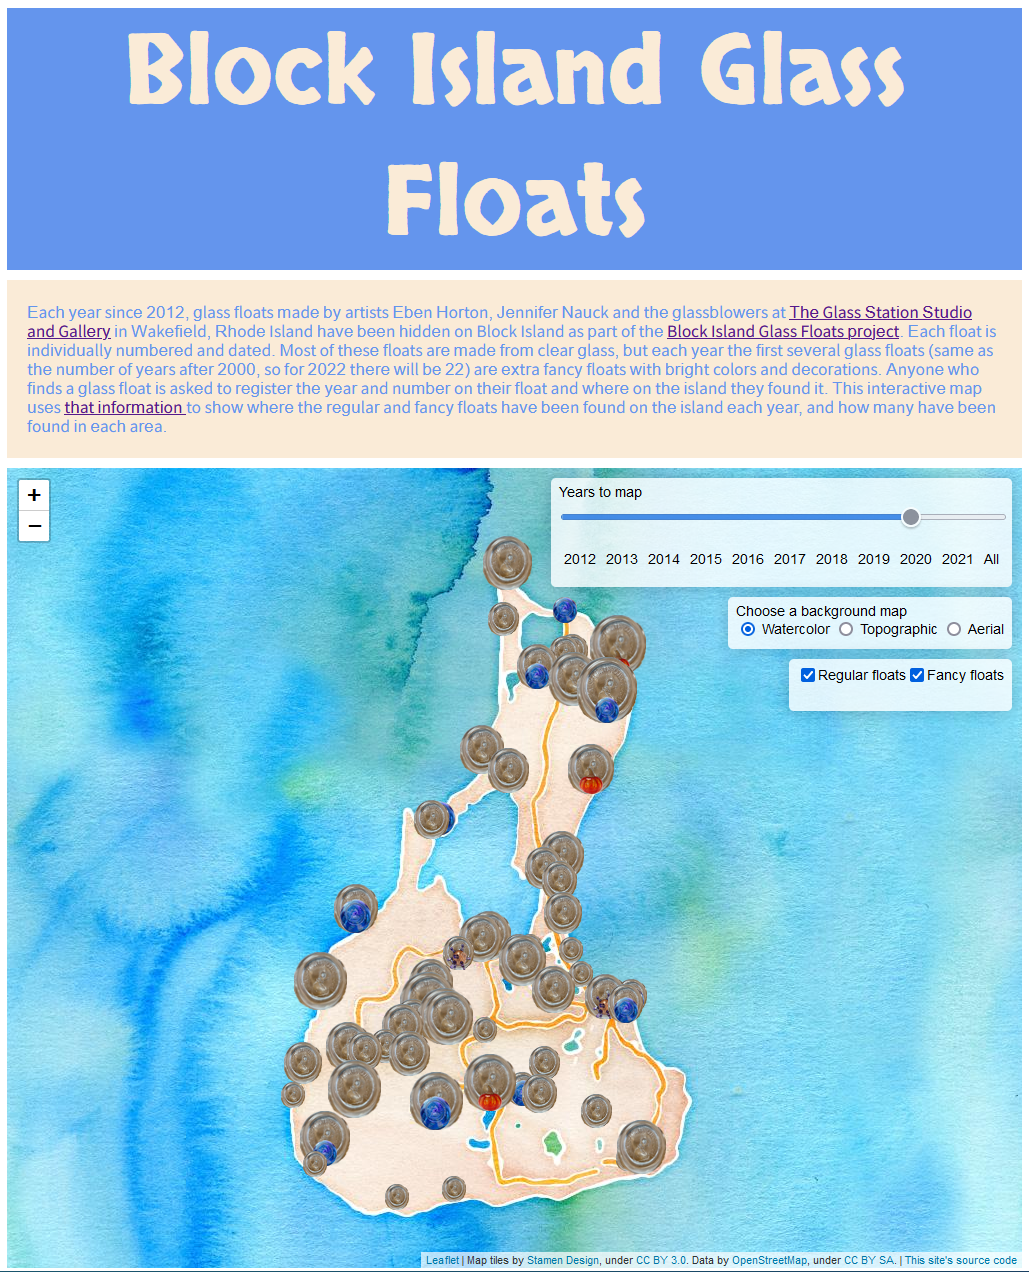 Block Island Glass
Floats
Each year since 2012, glass floats made by artists Eben Horton, Jennifer Nauck and the glassblowers at The Glass Station Studio
and Gallery in Wakefield, Rhode Island have been hidden on Block Island as part of the Block Island Glass Floats project. Each float is
individually numbered and dated. Most of these floats are made from clear glass, but each year the first several glass floats (same as
the number of years after 2000, so for 2022 there will be 22) are extra fancy floats with bright colors and decorations. Anyone who
finds a glass float is asked to register the year and number on their float and where on the island they found it. This interactive map
uses that information to show where the regular and fancy floats have been found on the island each year, and how many have been
found in each area.
+
−
Years to map
2012 2013 2014 2015 2016 2017 2018 2019 2020 2021 All
Choose a background map
Watercolor Topographic Aerial
Regular floats Fancy floats
Leaflet | Map tiles by Stamen Design, under CC BY 3.0. Data by OpenStreetMap, under CC BY SA. | This site's source code